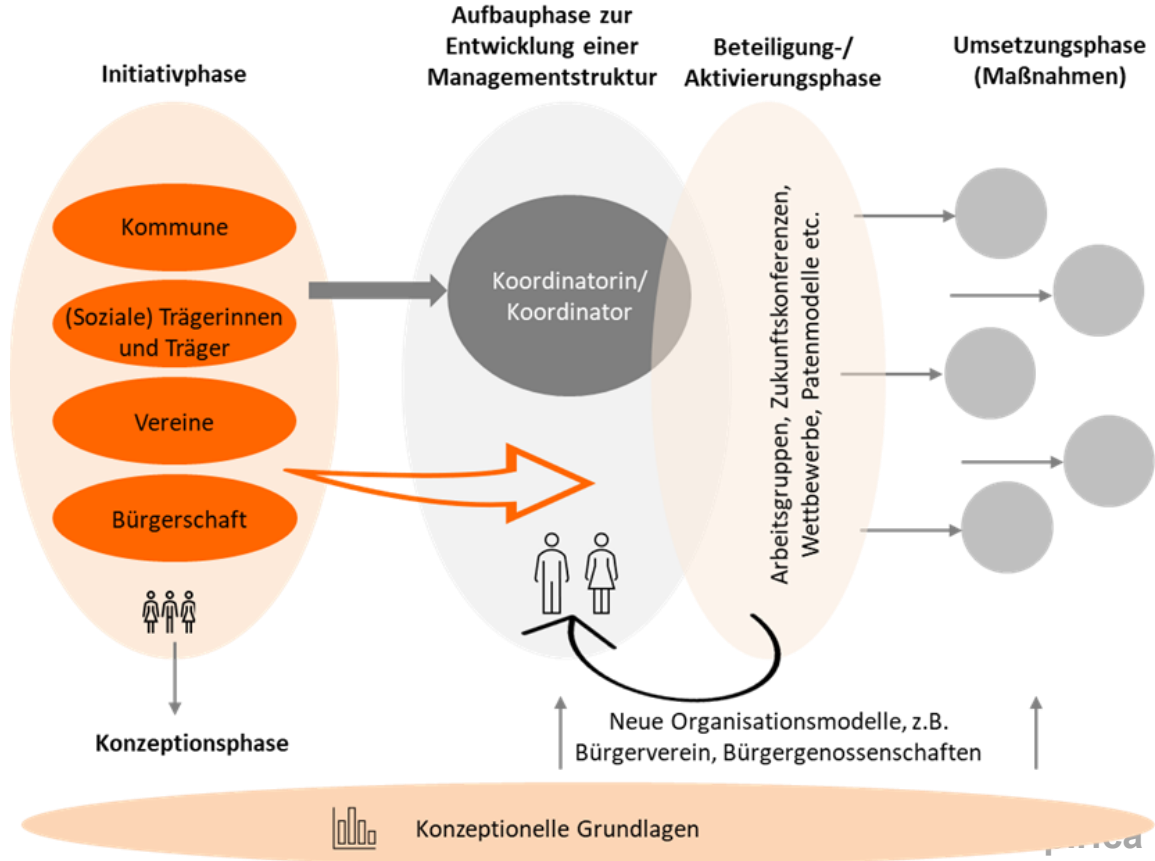 Initiativphase
Aufbauphase zur
Entwicklung einer
Managementstruktur
Beteiligung-/
Aktivierungsphase
Umsetzungsphase
(Maßnahmen)
Kommune
(Soziale) Trägerinnen
und Träger
Vereine
Bürgerschaft
Koordinatorin/
Koordinator
Arbeitsgruppen, Zukunftskonferenzen,
Wettbewerbe, Patenmodelle etc.
Konzeptionsphase
Neue Organisationsmodelle, z.B.
Bürgerverein, Bürgergenossenschaften
Konzeptionelle Grundlagen